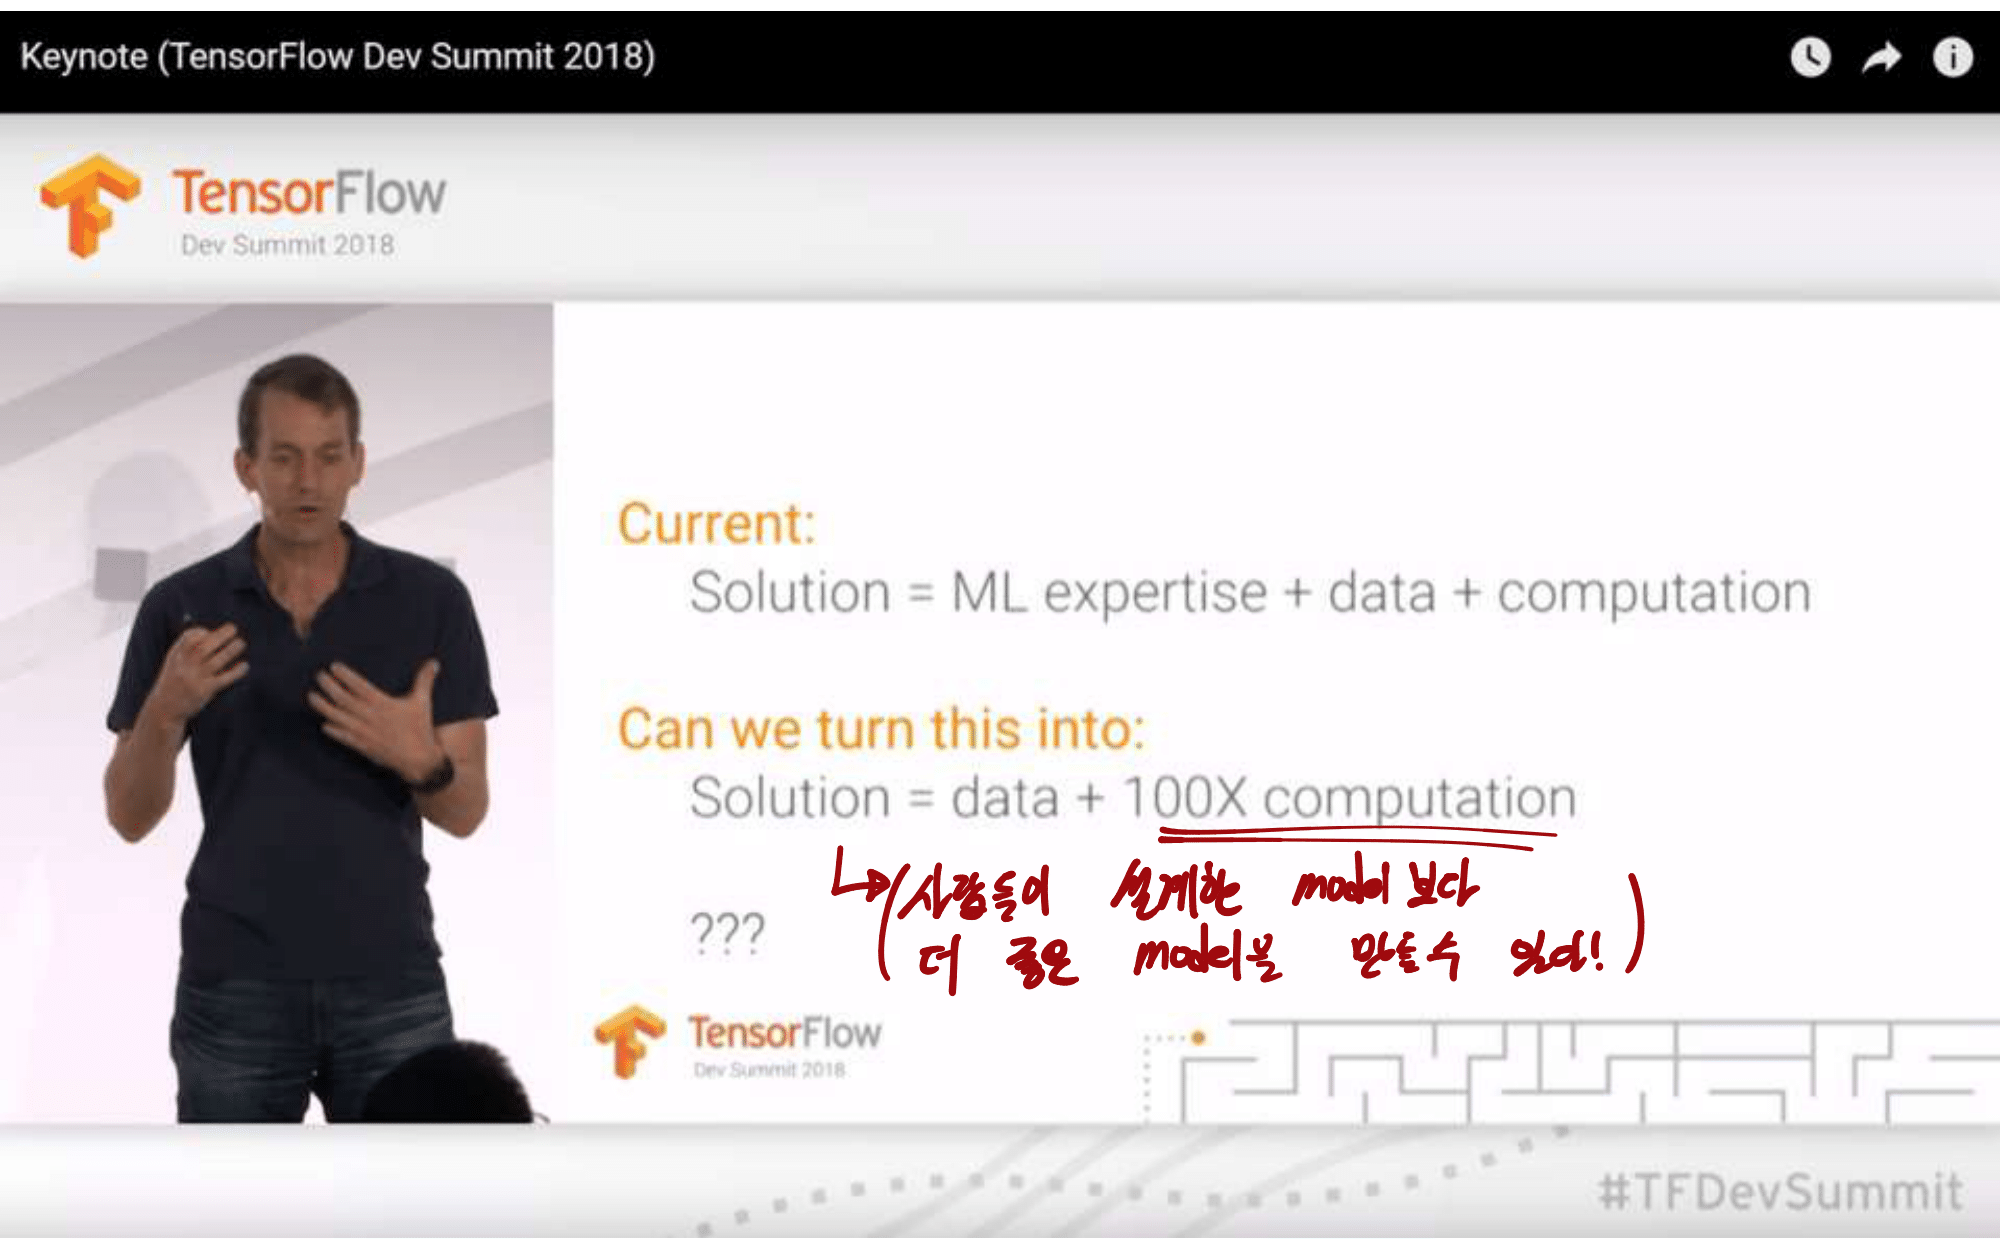 Keynote (TensorFlow Dev Summit 2018)
TensorFlow
Dev Summit 2018
Current:
Solution = ML expertise + data + computation
Can we turn this into:
Solution = data + 100X computation
(사람들이 설계한 model 보다
더 좋은 model을 만들 수 있다!)
???
TensorFlow
Dev Summit 2018
#TFDevSummit